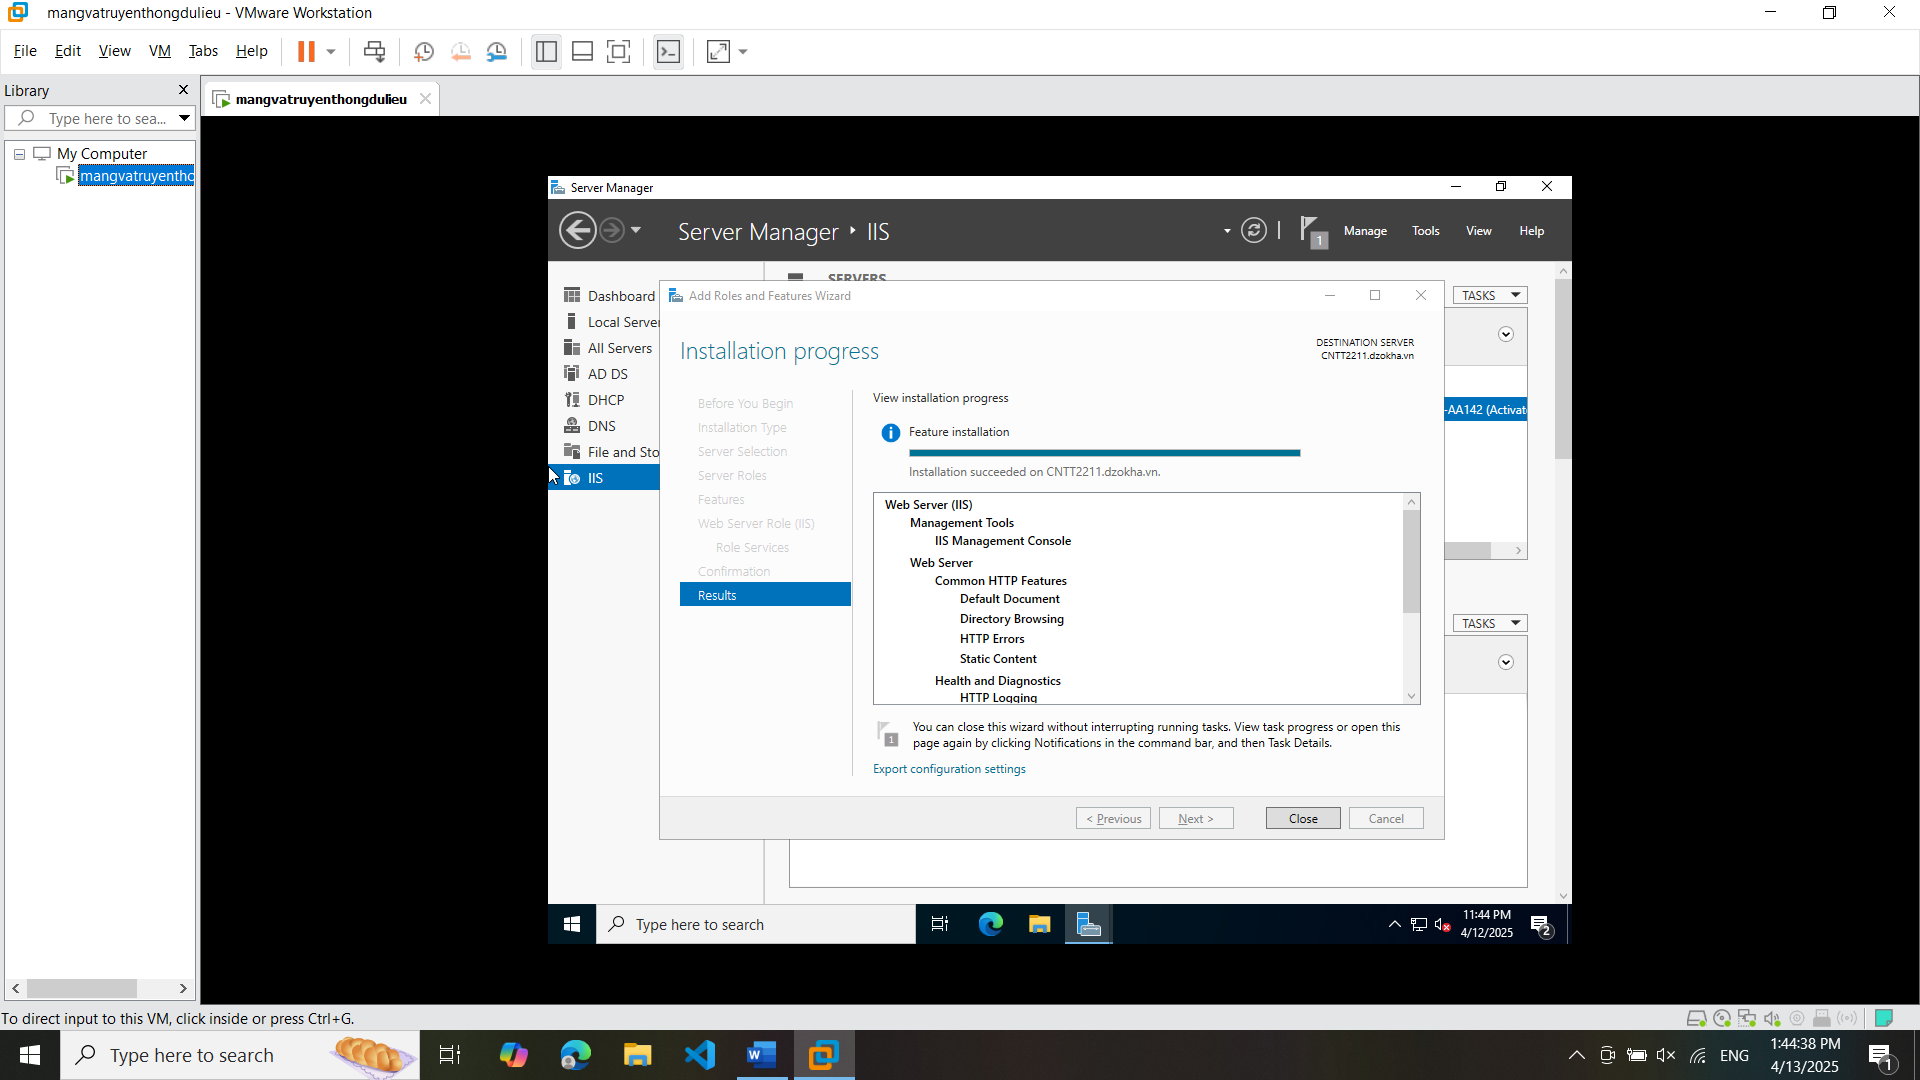 mangvatruyenthongdulieu - VMware Workstation
File Edit View VM Tabs Help
Library
mangvatruyenthongdulieu
Type here to sea...
My Computer
mangvatruyenthc
Server Manager
Server Manager IIS
1
Manage Tools View Help
SERVERS
Dashboard
Local Server
All Servers
AD DS
DHCP
DNS
File and Sto
IIS
TASKS
-AA142 (Activat
TASKS
Add Roles and Features Wizard
Installation progress
DESTINATION SERVER
CNTT2211.dzokha.vn
Before You Begin
Installation Type
Server Selection
Server Roles
Features
Web Server Role (IIS)
Role Services
Confirmation
Results
View installation progress
Feature installation
Installation succeeded on CNTT2211.dzokha.vn.
Web Server (IIS)
Management Tools
IIS Management Console
Web Server
Common HTTP Features
Default Document
Directory Browsing
HTTP Errors
Static Content
Health and Diagnostics
HTTP Logging
1
You can close this wizard without interrupting running tasks. View task progress or open this
page again by clicking Notifications in the command bar, and then Task Details.
Export configuration settings
< Previous Next > Close Cancel
Type here to search
11:44 PM
4/12/2025
2
To direct input to this VM, click inside or press Ctrl+G.
Type here to search
ENG
1:44:38 PM
4/13/2025
1